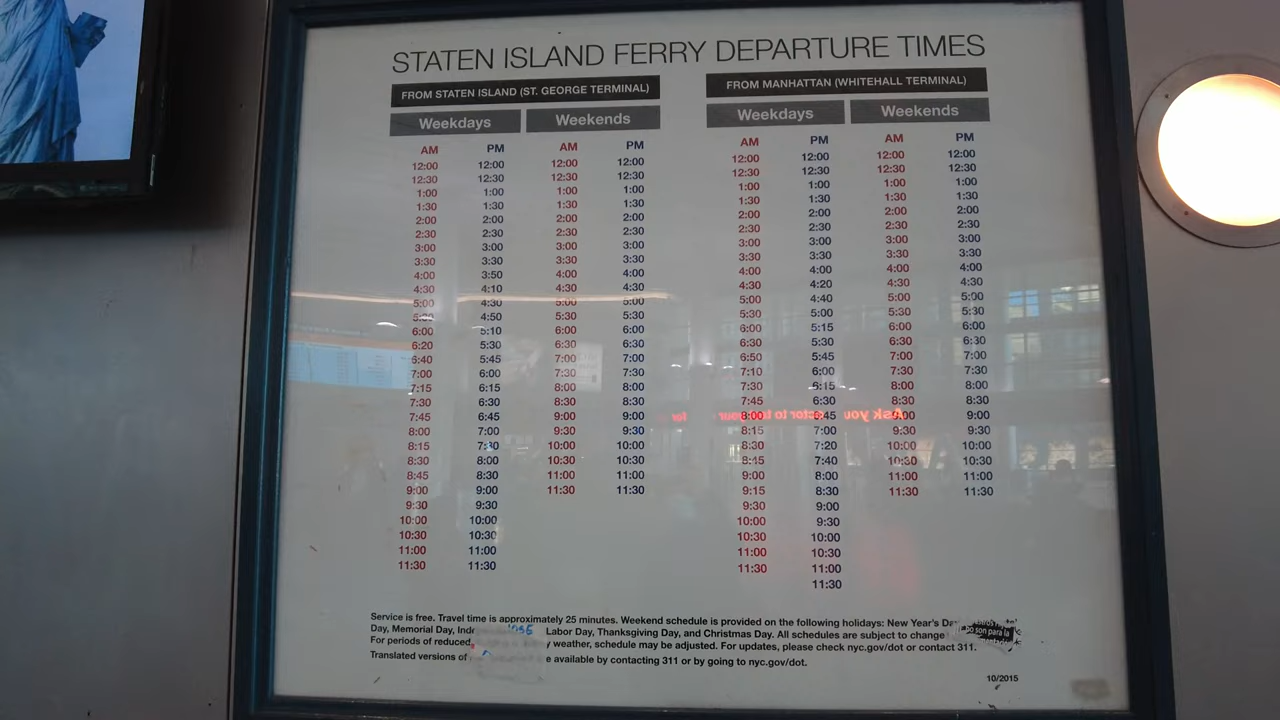 STATEN ISLAND FERRY DEPARTURE TIMES
FROM STATEN ISLAND (ST. GEORGE TERMINAL) FROM MANHATTAN (WHITEHALL TERMINAL)
Weekdays Weekends Weekdays Weekends
AM PM AM PM AM PM AM PM
12:00 12:00 12:00 12:00 12:00 12:00 12:00 12:00
12:30 12:30 12:30 12:30 12:30 12:30 12:30 12:30
1:00 1:00 1:00 1:00 1:00 1:00 1:00 1:00
1:30 1:30 1:30 1:30 1:30 1:30 1:30 1:30
2:00 2:00 2:00 2:00 2:00 2:00 2:00 2:00
2:30 2:30 2:30 2:30 2:30 2:30 2:30 2:30
3:00 3:00 3:00 3:00 3:00 3:00 3:00 3:00
3:30 3:30 3:30 3:30 3:30 3:30 3:30 3:30
4:00 3:50 4:00 4:00 4:00 4:00 4:00 4:00
4:30 4:10 4:30 4:30 4:30 4:20 4:30 4:30
5:00 4:30 5:00 5:00 5:00 4:40 5:00 5:00
5:30 4:50 5:30 5:30 5:30 5:00 5:30 5:30
6:00 5:10 6:00 6:00 6:00 5:15 6:00 6:00
6:20 5:30 6:30 6:30 6:30 5:30 6:30 6:30
6:40 5:45 7:00 7:00 6:50 5:45 7:00 7:00
7:00 6:00 7:30 7:30 7:10 6:00 7:30 7:30
7:15 6:15 8:00 8:00 7:30 6:15 8:00 8:00
7:30 6:30 8:30 8:30 7:45 6:30 8:30 8:30
7:45 6:45 9:00 9:00 8:00 6:45 9:00 9:00
8:00 7:00 9:30 9:30 8:15 7:00 9:30 9:30
8:15 7:30 10:00 10:00 8:30 7:20 10:00 10:00
8:30 8:00 10:30 10:30 8:45 7:40 10:30 10:30
8:45 8:30 11:00 11:00 9:00 8:00 11:00 11:00
9:00 9:00 11:30 11:30 9:15 8:30 11:30 11:30
9:30 9:30 9:30 9:00
10:00 10:00 10:00 9:30
10:30 10:30 10:30 10:00
11:00 11:00 11:00 10:30
11:30 11:30 11:30 11:00
11:30
Service is free. Travel time is approximately 25 minutes. Weekend schedule is provided on the following holidays: New Year's
Day, Memorial Day, Labor Day, Thanksgiving Day, and Christmas Day. All schedules are subject to change
For periods of reduced weather, schedule may be adjusted. For updates, please check nyc.gov/dot or contact 311.
Translated versions of available by contacting 311 or by going to nyc.gov/dot.
10/2015